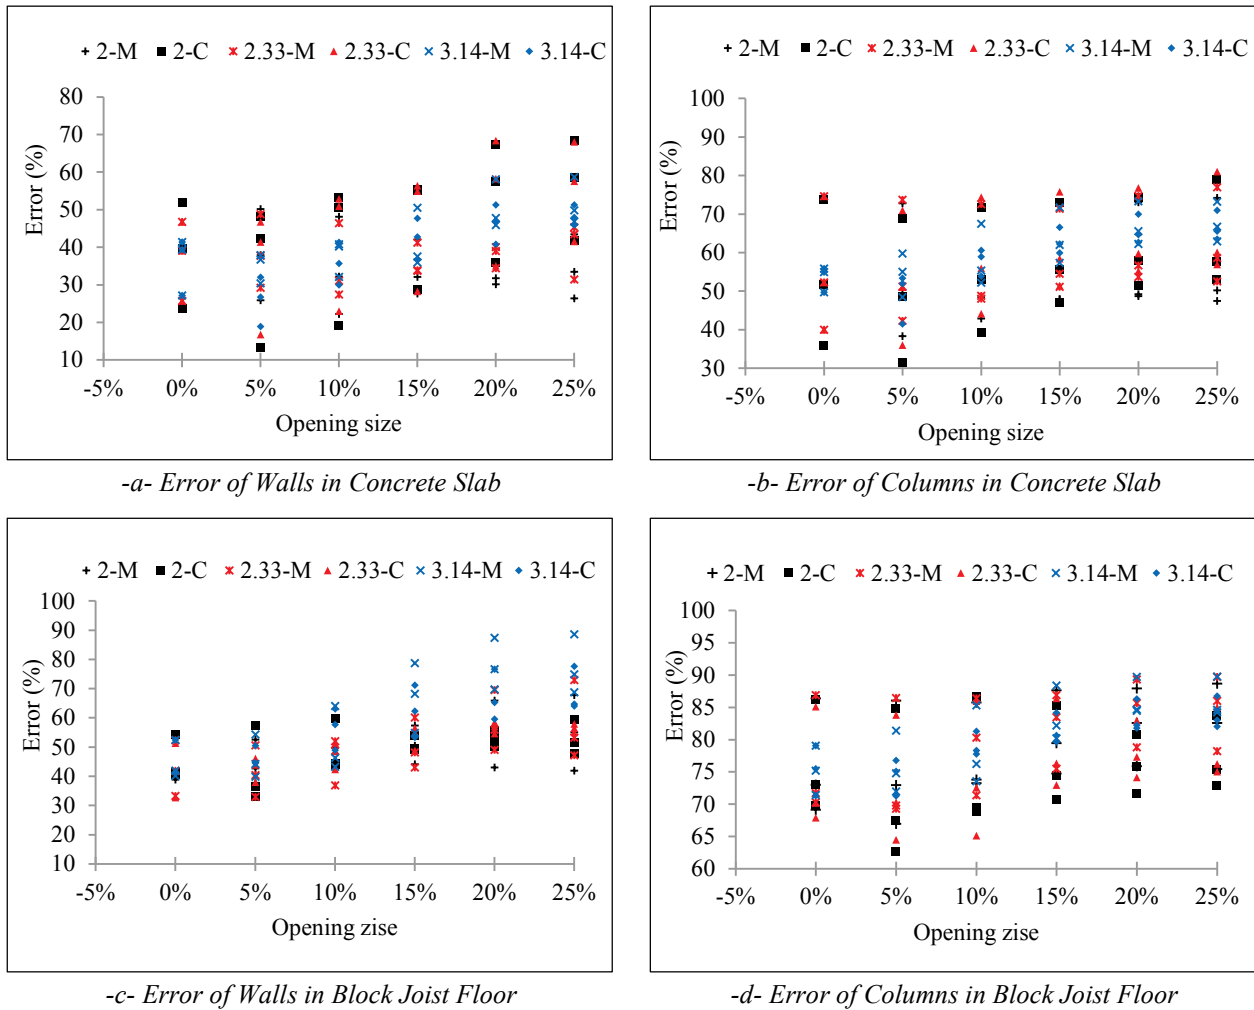 2-M 2-C 2.33-M 2.33-C 3.14-M 3.14-C
80
70
60
50
40
30
20
10
Error (%)
-5% 0% 5% 10% 15% 20% 25%
Opening size
-a- Error of Walls in Concrete Slab
2-M 2-C 2.33-M 2.33-C 3.14-M 3.14-C
100
90
80
70
60
50
40
30
Error (%)
-5% 0% 5% 10% 15% 20% 25%
Opening size
-b- Error of Columns in Concrete Slab
2-M 2-C 2.33-M 2.33-C 3.14-M 3.14-C
100
90
80
70
60
50
40
30
20
10
Error (%)
-5% 0% 5% 10% 15% 20% 25%
Opening zise
-c- Error of Walls in Block Joist Floor
2-M 2-C 2.33-M 2.33-C 3.14-M 3.14-C
100
95
90
85
80
75
70
65
60
Error (%)
-5% 0% 5% 10% 15% 20% 25%
Opening zise
-d- Error of Columns in Block Joist Floor